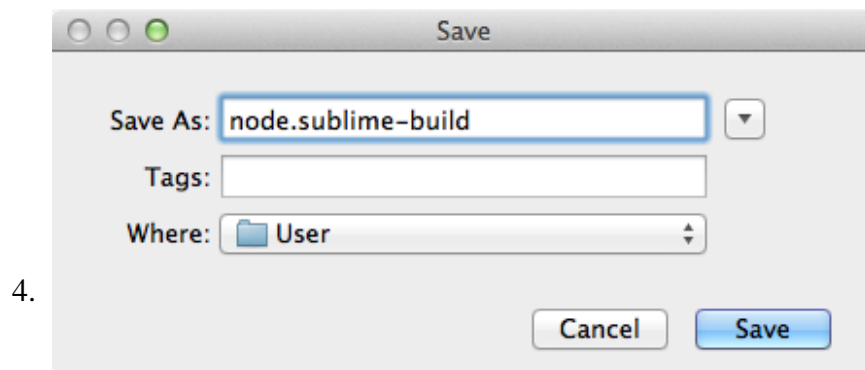 Save
Save As: node.sublime-build
Tags:
Where: User
4.
Cancel Save